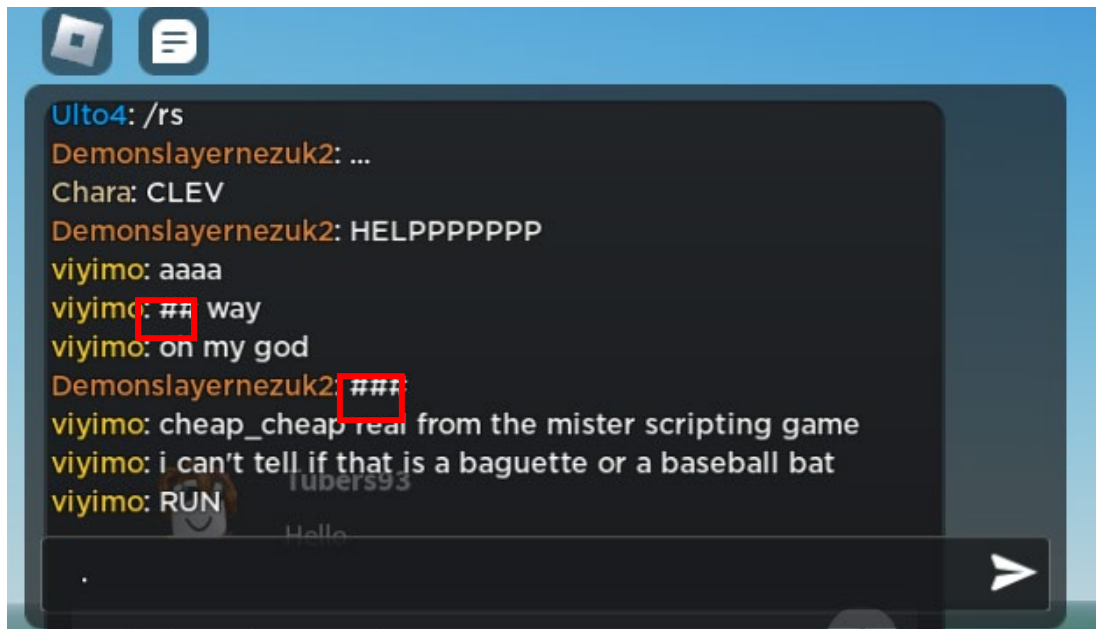 Ulto4: /rs
Demonslayernezuk2: ...
Chara: CLEV
Demonslayernezuk2: HELPPPPPPP
viyimo: aaaa
viyimo: ## way
viyimo: oh my god
Demonslayernezuk2: ###
viyimo: cheap_cheap real from the mister scripting game
viyimo: i can't tell if that is a baguette or a baseball bat
Tubers93
viyimo: RUN
Hello
.